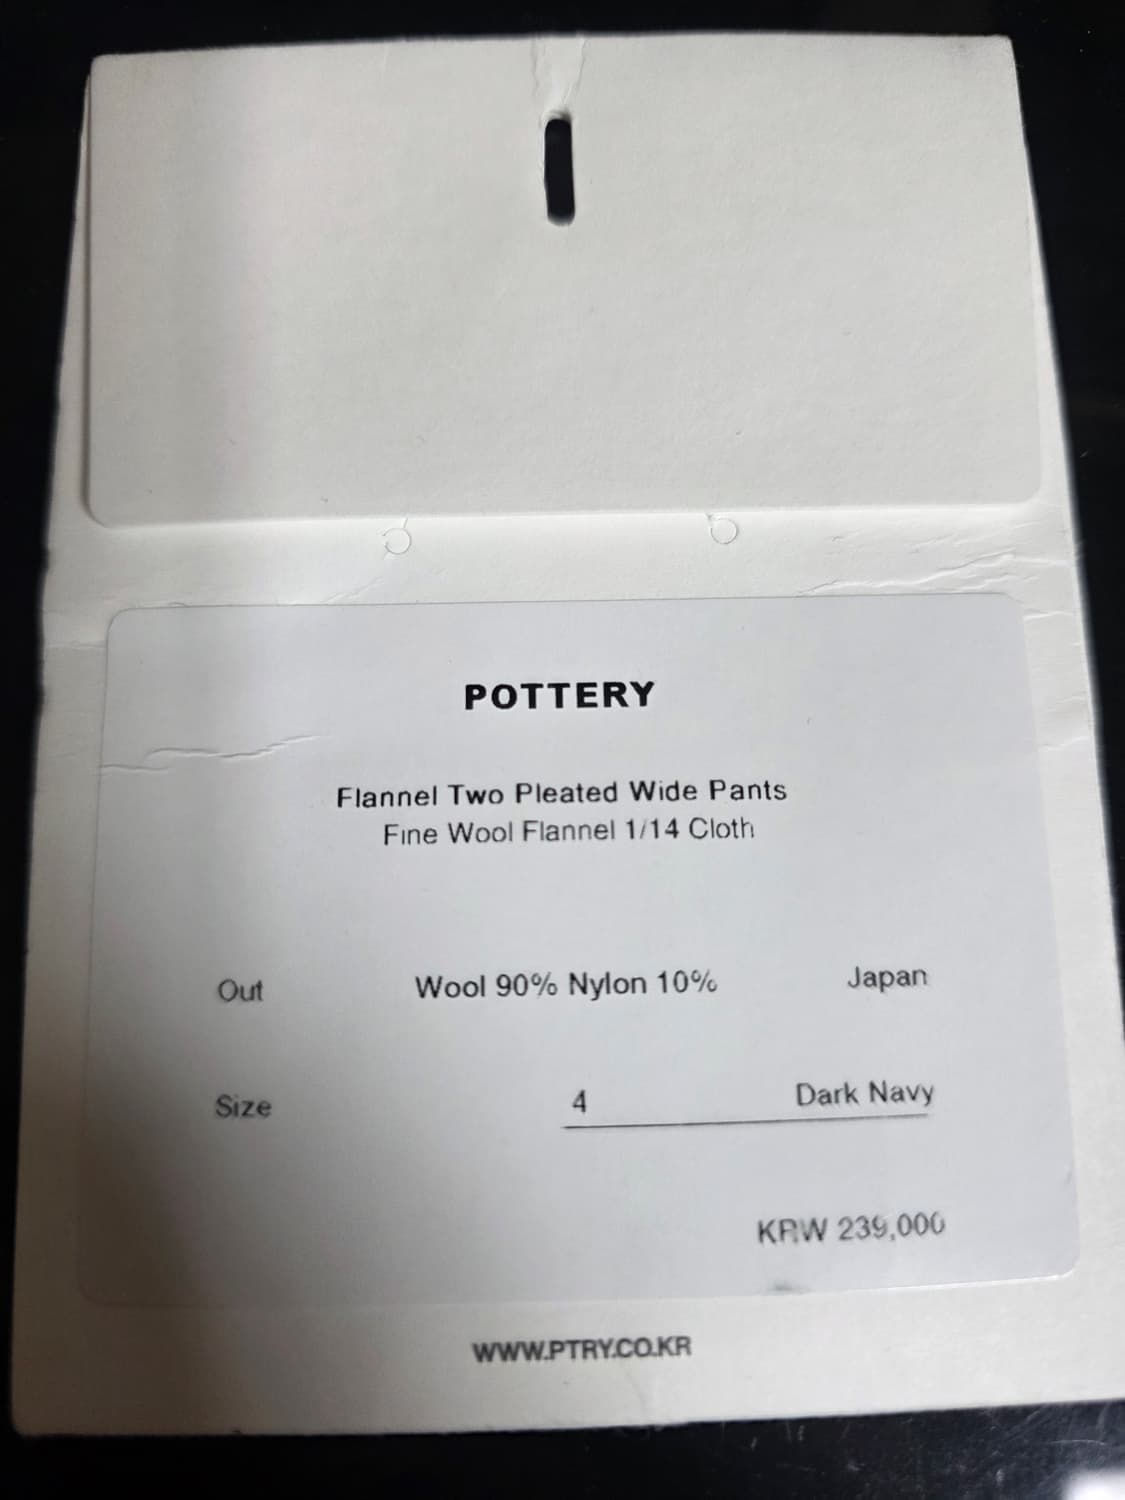 POTTERY
Flannel Two Pleated Wide Pants
Fine Wool Flannel 1/14 Cloth
Out Wool 90% Nylon 10% Japan
Size 4 Dark Navy
KRW 239,000
WWW.PTRY.CO.KR